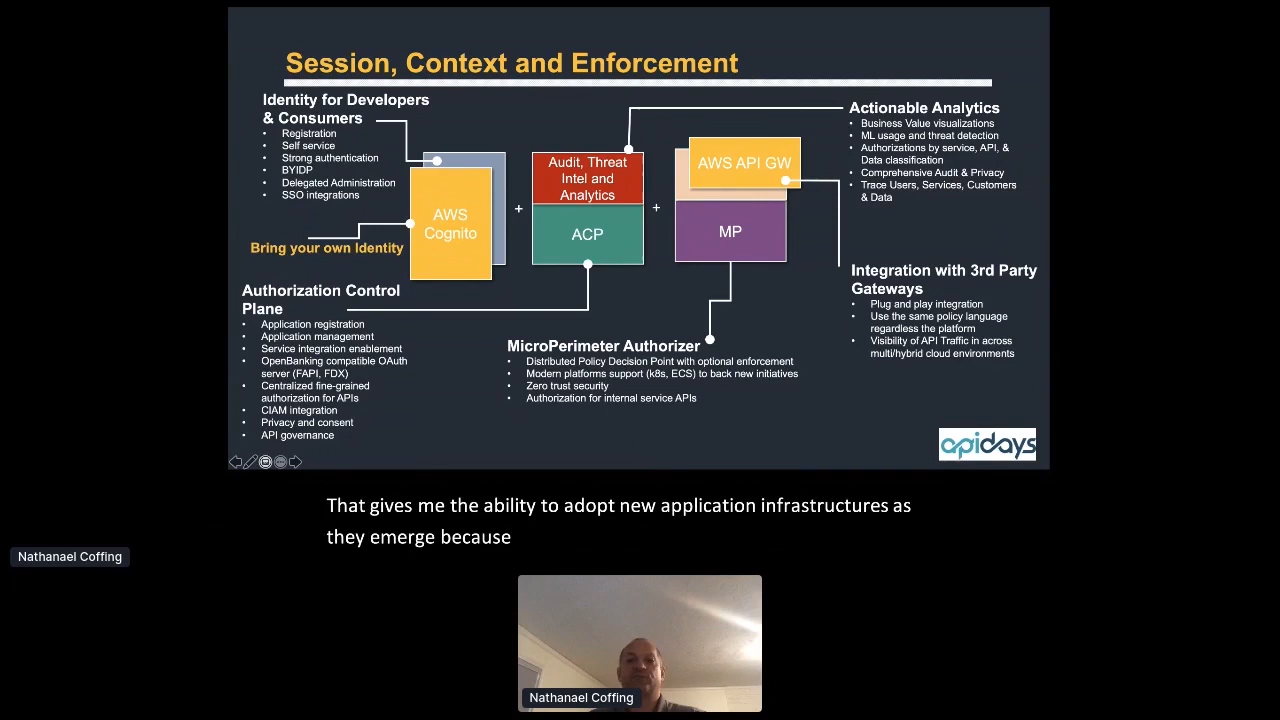 Session, Context and Enforcement
Identity for Developers
& Consumers
• Registration
• Self service
• Strong authentication
• BYIDP
• Delegated Administration
• SSO integrations
Bring your own Identity
AWS
Cognito
+
Audit, Threat
Intel and
Analytics
ACP
+
AWS API GW
MP
Actionable Analytics
• Business Value visualizations
• ML usage and threat detection
• Authorizations by service, API, &
Data classification
• Comprehensive Audit & Privacy
• Trace Users, Services, Customers
& Data
Integration with 3rd Party
Gateways
• Plug and play integration
• Use the same policy language
regardless the platform
• Visibility of API Traffic in across
multi/hybrid cloud environments
Authorization Control
Plane
• Application registration
• Application management
• Service integration enablement
• OpenBanking compatible OAuth
server (FAPI, FDX)
• Centralized fine-grained
authorization for APIs
• CIAM integration
• Privacy and consent
• API governance
MicroPerimeter Authorizer
• Distributed Policy Decision Point with optional enforcement
• Modern platforms support (k8s, ECS) to back new initiatives
• Zero trust security
• Authorization for internal service APIs
apidays
That gives me the ability to adopt new application infrastructures as
they emerge because
Nathanael Coffing
Nathanael Coffing